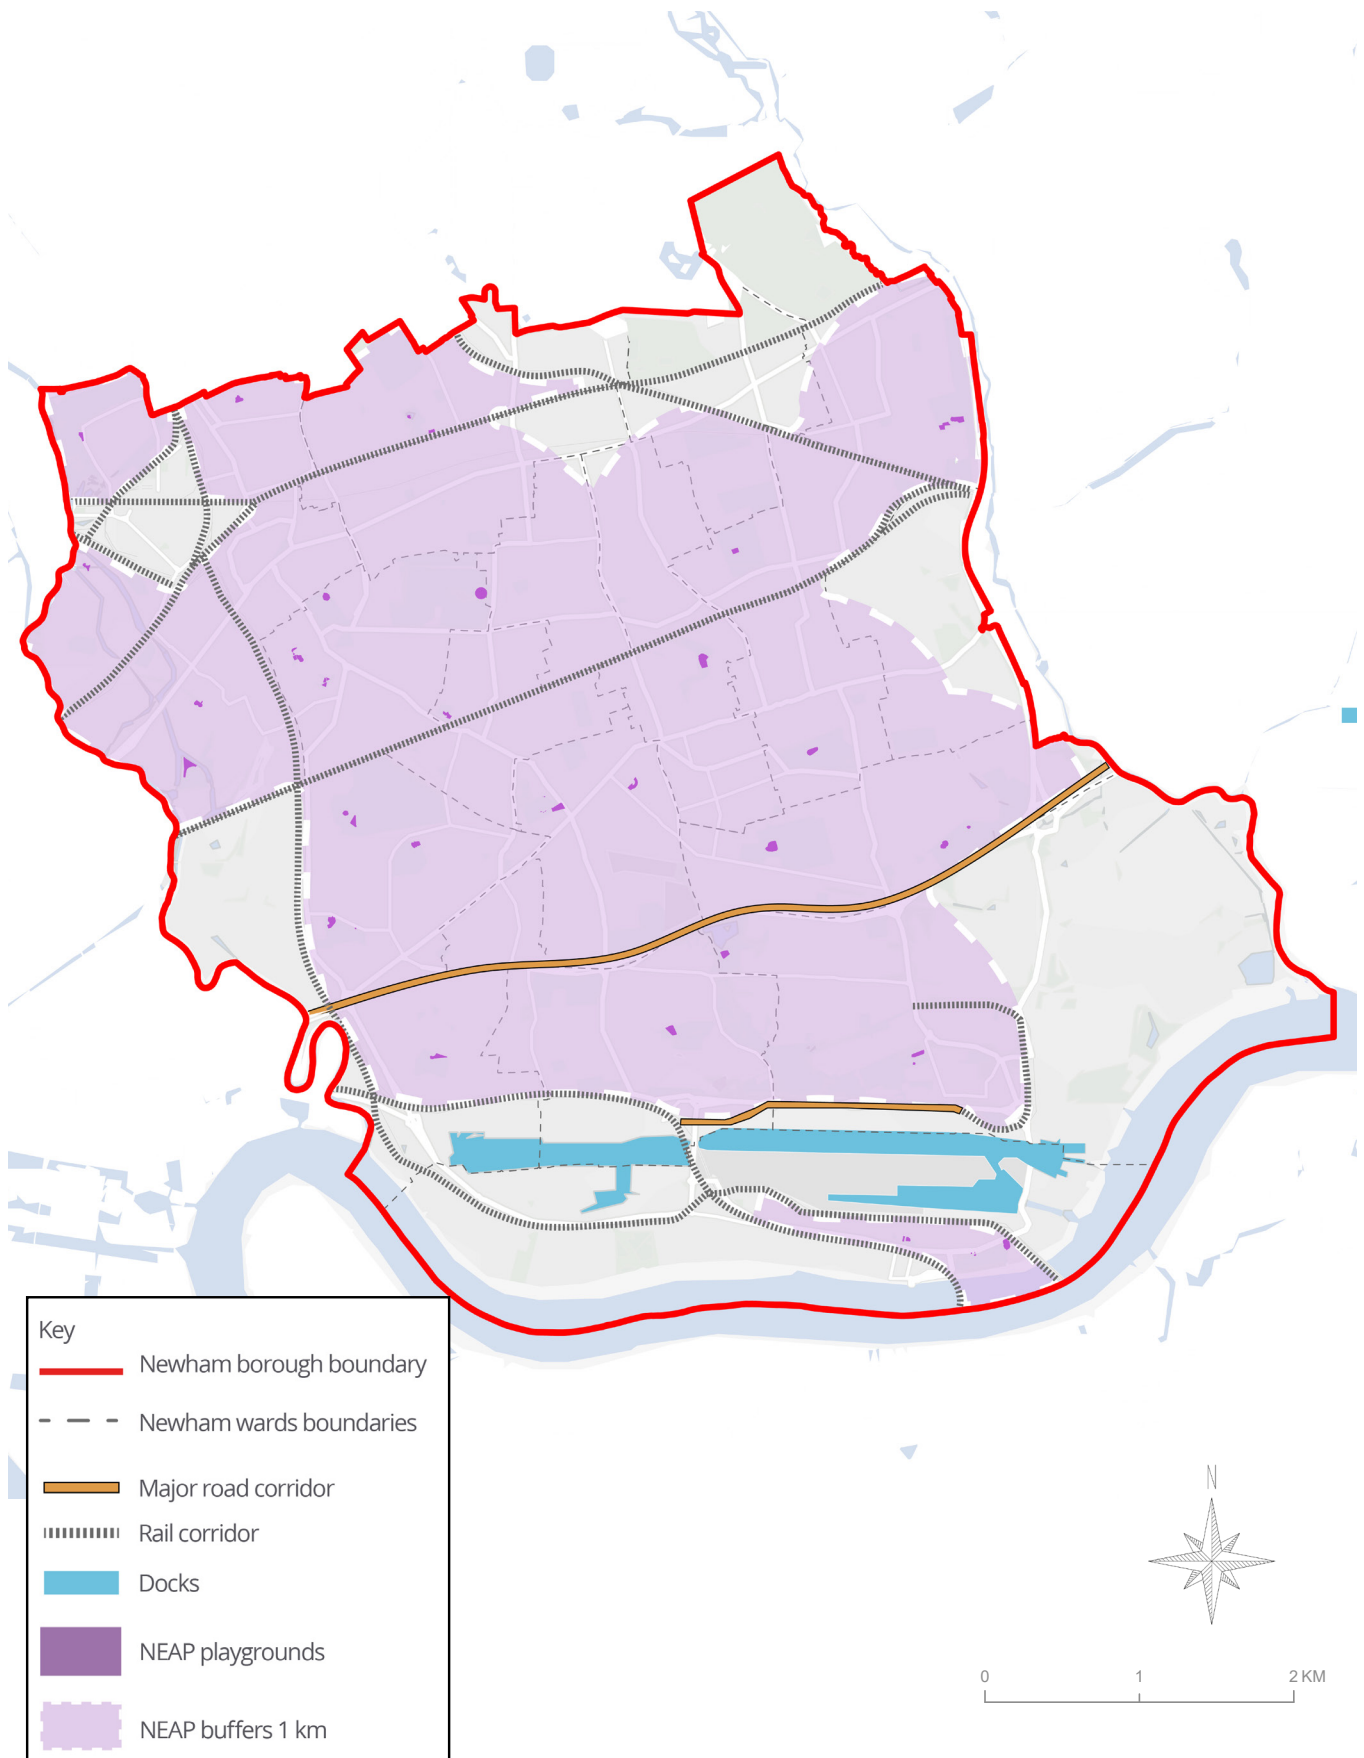 Key
Newham borough boundary
Newham wards boundaries
Major road corridor
Rail corridor
Docks
NEAP playgrounds
NEAP buffers 1 km
N
0 1 2 KM